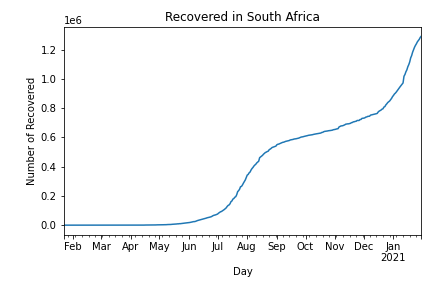 Recovered in South Africa
1e6
1.2
1.0
0.8
0.6
0.4
0.2
0.0
Number of Recovered
Feb Mar Apr May Jun Jul Aug Sep Oct Nov Dec Jan
2021
Day